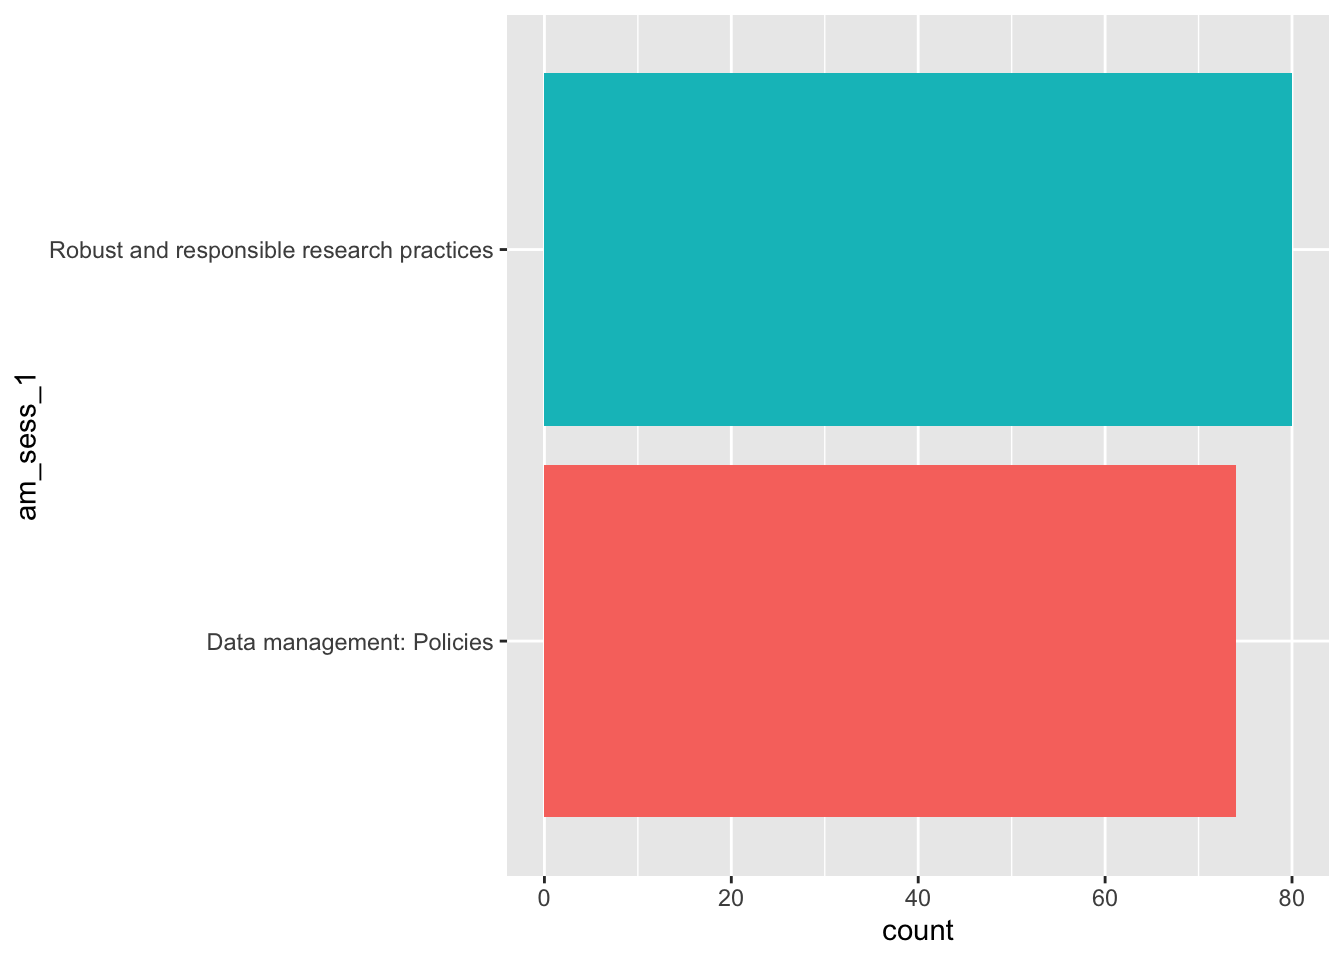 Robust and responsible research practices
Data management: Policies
am_sess_1
0 20 40 60 80
count